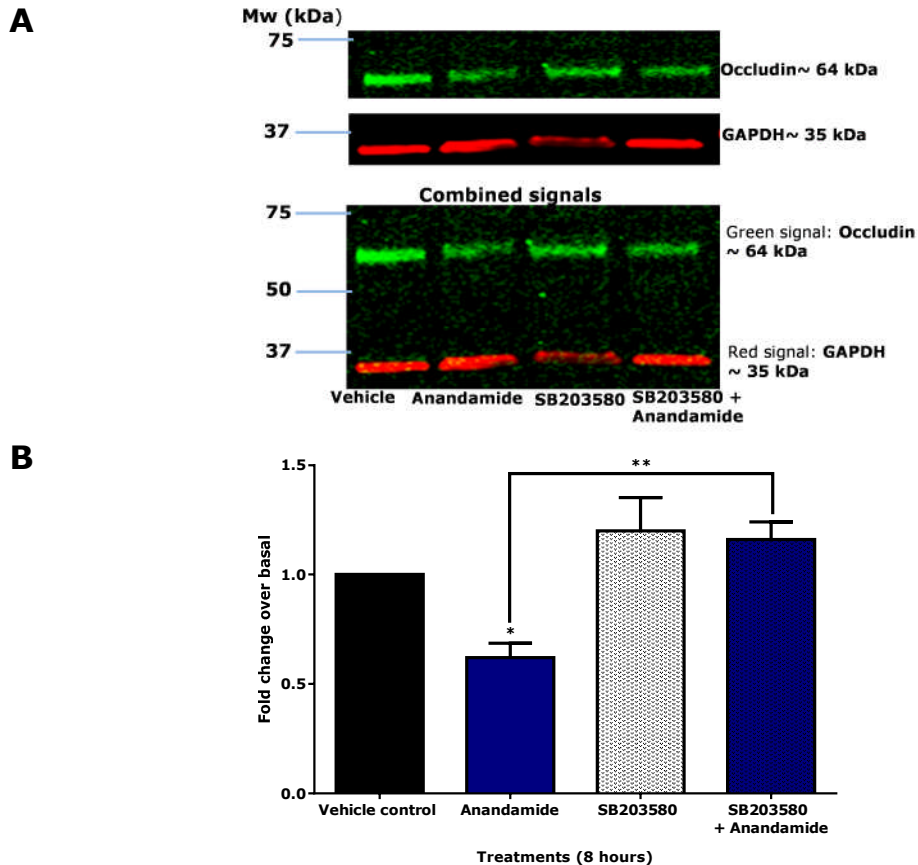 A
Mw (kDa)
75
Occludin~ 64 kDa
37
GAPDH~ 35 kDa
Combined signals
75
Green signal: Occludin
~ 64 kDa
50
37
Red signal: GAPDH
~ 35 kDa
Vehicle Anandamide SB203580 SB203580 +
Anandamide
B
1.5
**
1.0
Fold change over basal
*
0.5
0.0
Vehicle control Anandamide SB203580 SB203580
+ Anandamide
Treatments (8 hours)